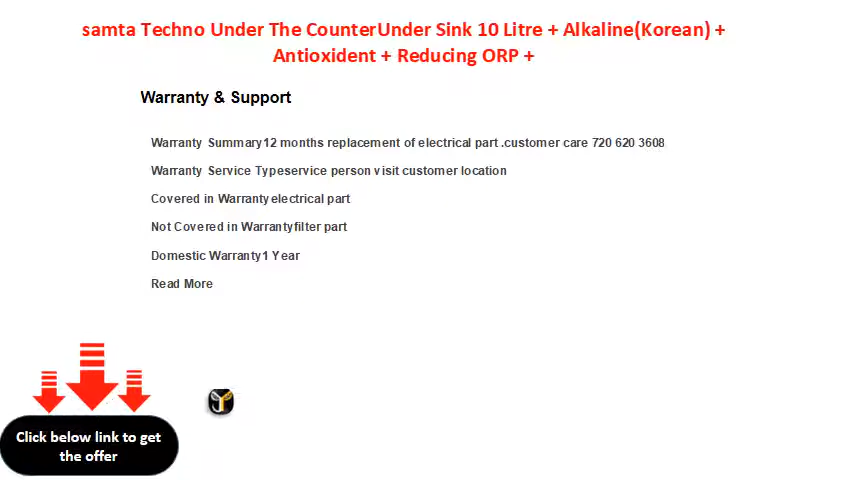 samta Techno Under The CounterUnder Sink 10 Litre + Alkaline(Korean) +
Antioxident + Reducing ORP +
Warranty & Support
Warranty Summary12 months replacement of electrical part .customer care 720 620 3608
Warranty Service Typeservice person visit customer location
Covered in Warrantyelectrical part
Not Covered in Warrantyfilter part
Domestic Warranty1 Year
Read More
Click below link to get
the offer